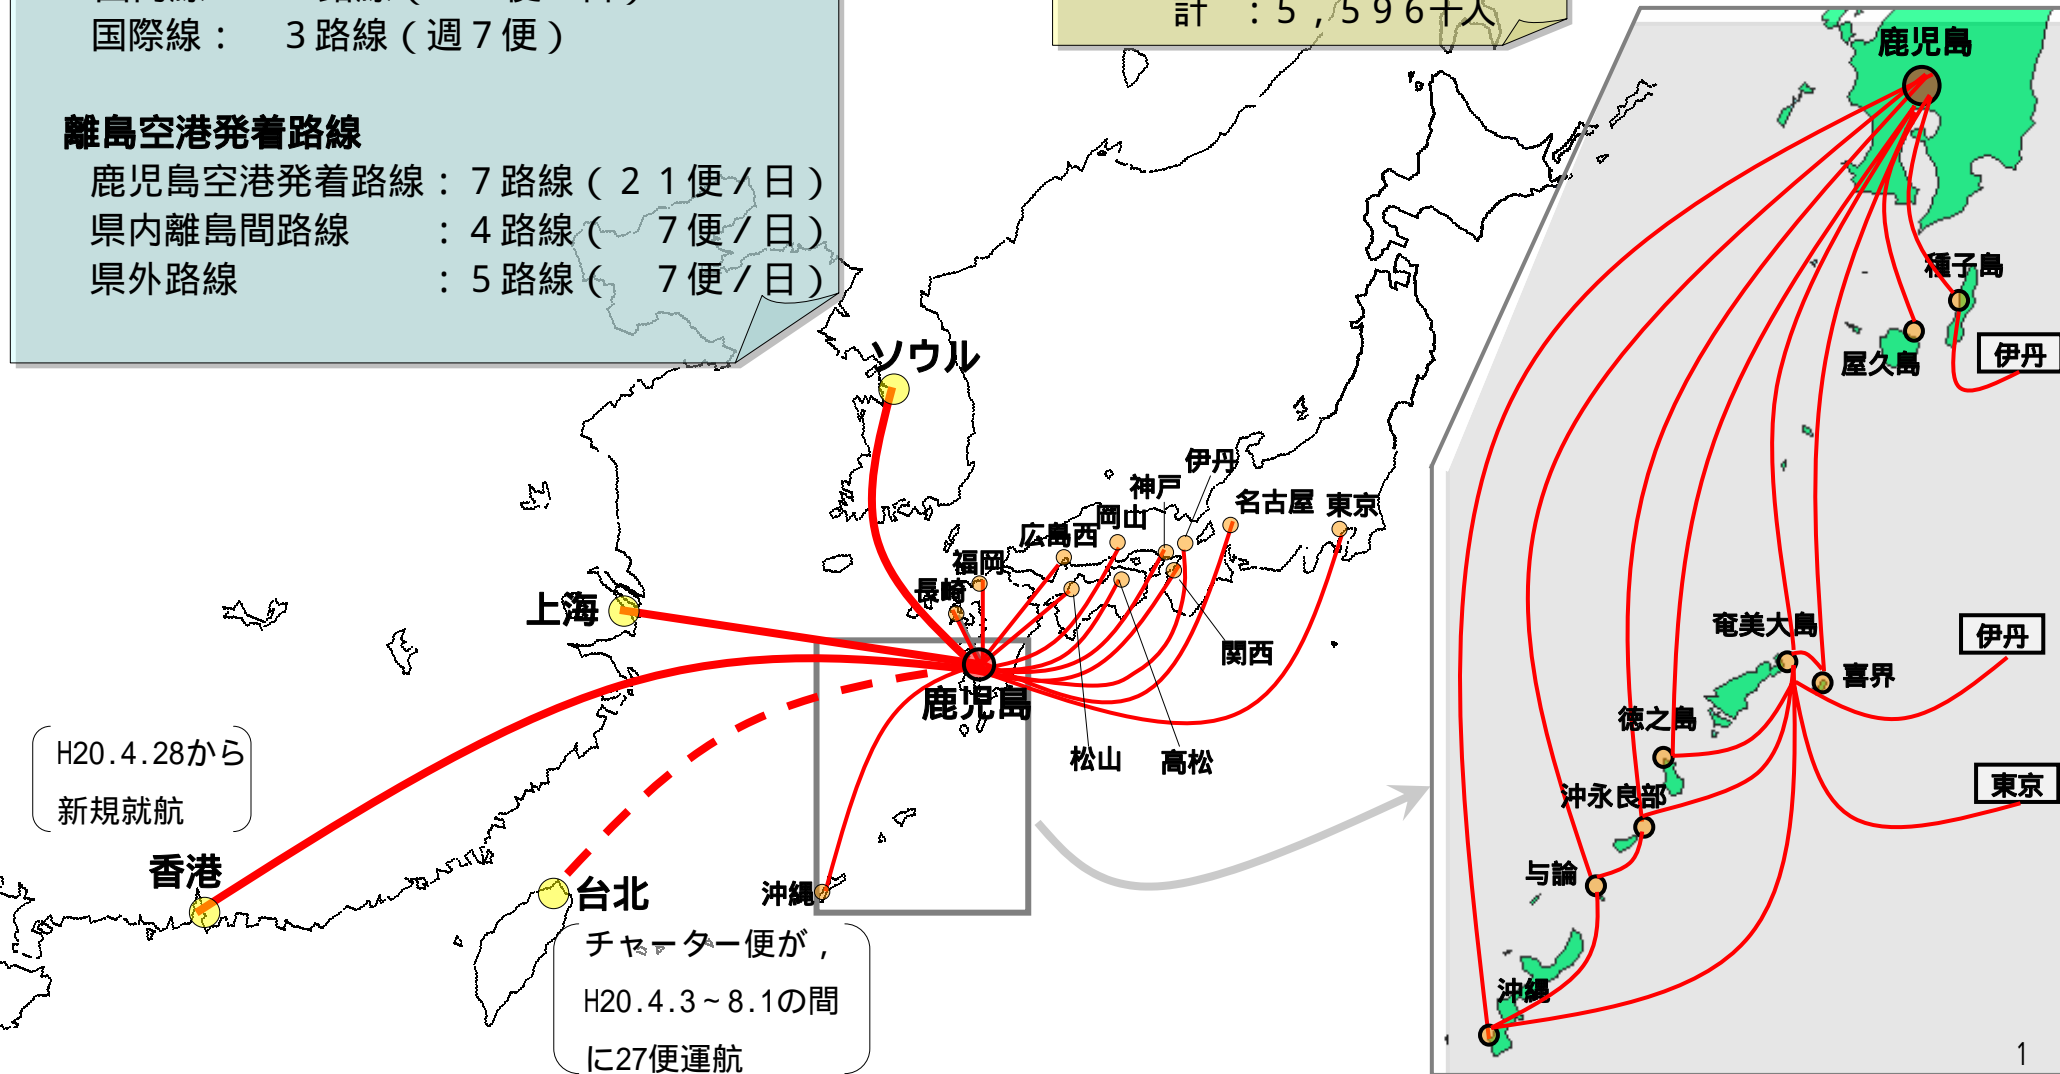 国際線： 3路線（週7便）
離島空港発着路線
鹿児島空港発着路線：7路線（21便/日）
県内離島間路線 ：4路線（ 7便/日）
県外路線 ：5路線（ 7便/日）
計 ：5,596千人
ソウル
上海
香港
台北
鹿児島
長崎
福岡
広島西
岡山
神戸
伊丹
名古屋
東京
関西
松山
高松
沖縄
H20.4.28から
新規就航
チャーター便が，
H20.4.3~8.1の間
に27便運航
鹿児島
種子島
屋久島
伊丹
奄美大島
喜界
伊丹
徳之島
東京
沖永良部
与論
沖縄
1